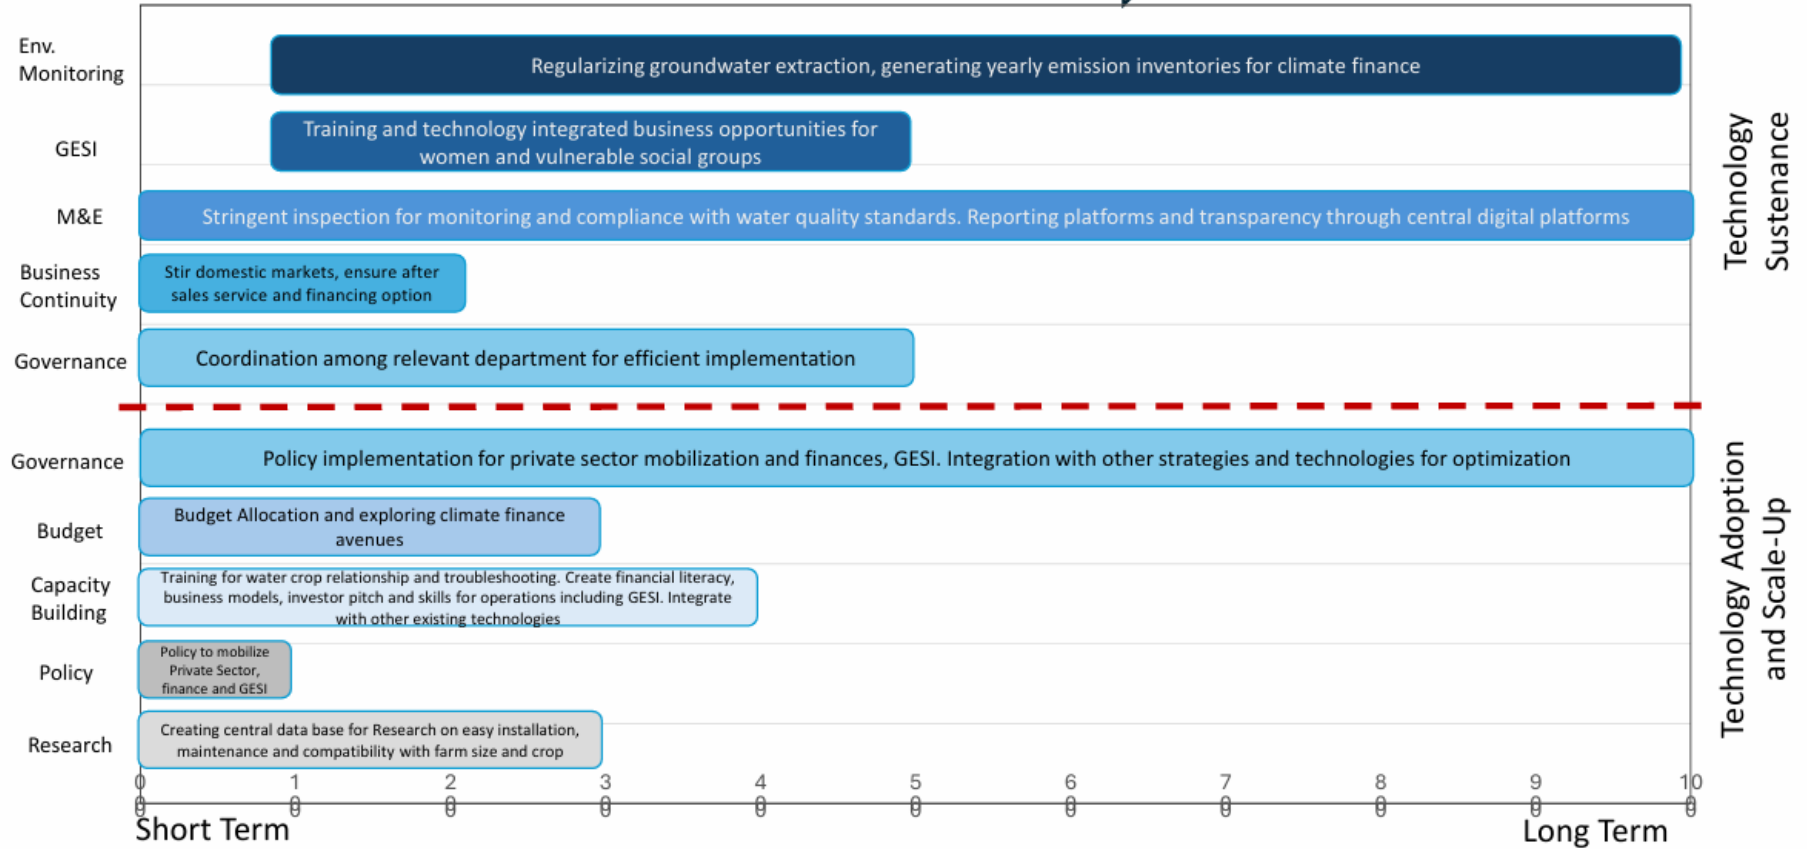 Env.
Monitoring
Regularizing groundwater extraction, generating yearly emission inventories for climate finance
GESI
Training and technology integrated business opportunities for
women and vulnerable social groups
M&E
Stringent inspection for monitoring and compliance with water quality standards. Reporting platforms and transparency through central digital platforms
Business
Continuity
Stir domestic markets, ensure after
sales service and financing option
Governance
Coordination among relevant department for efficient implementation
Technology
Sustenance
Governance
Policy implementation for private sector mobilization and finances, GESI. Integration with other strategies and technologies for optimization
Budget
Budget Allocation and exploring climate finance
avenues
Capacity
Building
Training for water crop relationship and troubleshooting. Create financial literacy,
business models, investor pitch and skills for operations including GESI. Integrate
with other existing technologies
Policy
Policy to mobilize
Private Sector,
finance and GESI
Research
Creating central data base for Research on easy installation,
maintenance and compatibility with farm size and crop
Technology Adoption
and Scale-Up
0 1 2 3 4 5 6 7 8 9 10
Short Term
Long Term